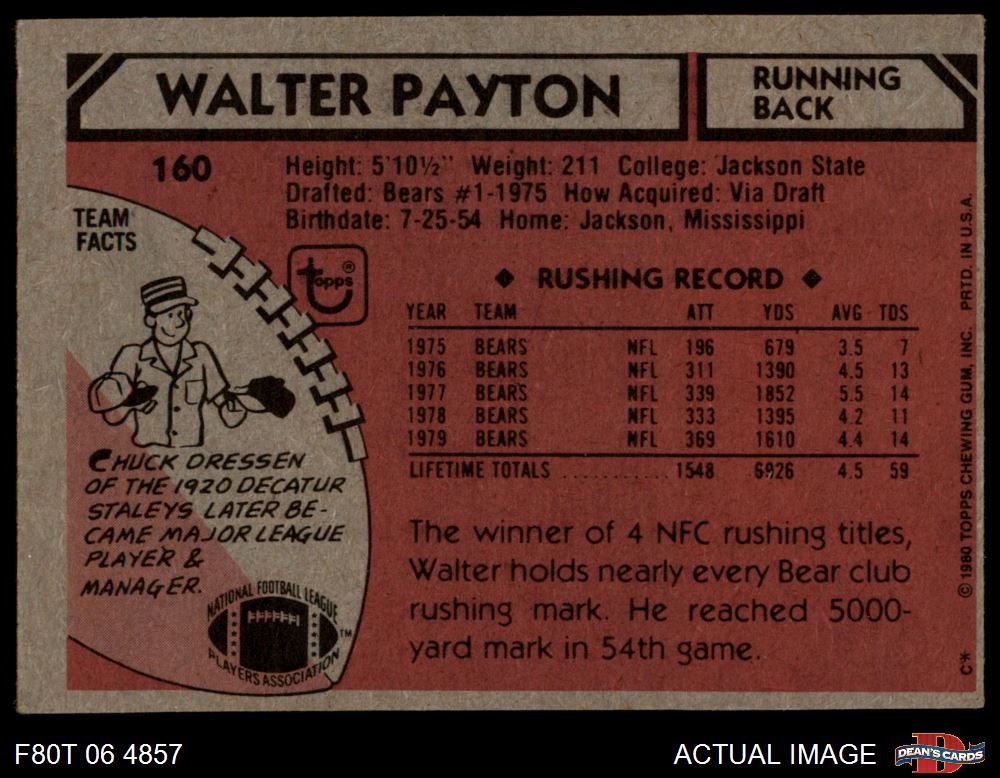 WALTER PAYTON
RUNNING
BACK
160
Height: 5'10½" Weight: 211 College: Jackson State
Drafted: Bears #1-1975 How Acquired: Via Draft
Birthdate: 7-25-54 Home: Jackson, Mississippi
TEAM
FACTS
topps®
◆ RUSHING RECORD ◆
YEAR TEAM ATT YDS AVG TDS
1975 BEARS NFL 196 679 3.5 7
1976 BEARS NFL 311 1390 4.5 13
1977 BEARS NFL 339 1852 5.5 14
1978 BEARS NFL 333 1395 4.2 11
1979 BEARS NFL 369 1610 4.4 14
LIFETIME TOTALS ........... 1548 6926 4.5 59
CHUCK DRESSEN
OF THE 1920 DECATUR
STALEYS LATER BE-
CAME MAJOR LEAGUE
PLAYER &
MANAGER.
NATIONAL FOOTBALL LEAGUE
PLAYERS ASSOCIATION
TM
The winner of 4 NFC rushing titles,
Walter holds nearly every Bear club
rushing mark. He reached 5000-
yard mark in 54th game.
C* © 1980 TOPPS CHEWING GUM, INC. PRTD. IN U.S.A.
F80T 06 4857
ACTUAL IMAGE
D
DEAN'S CARDS